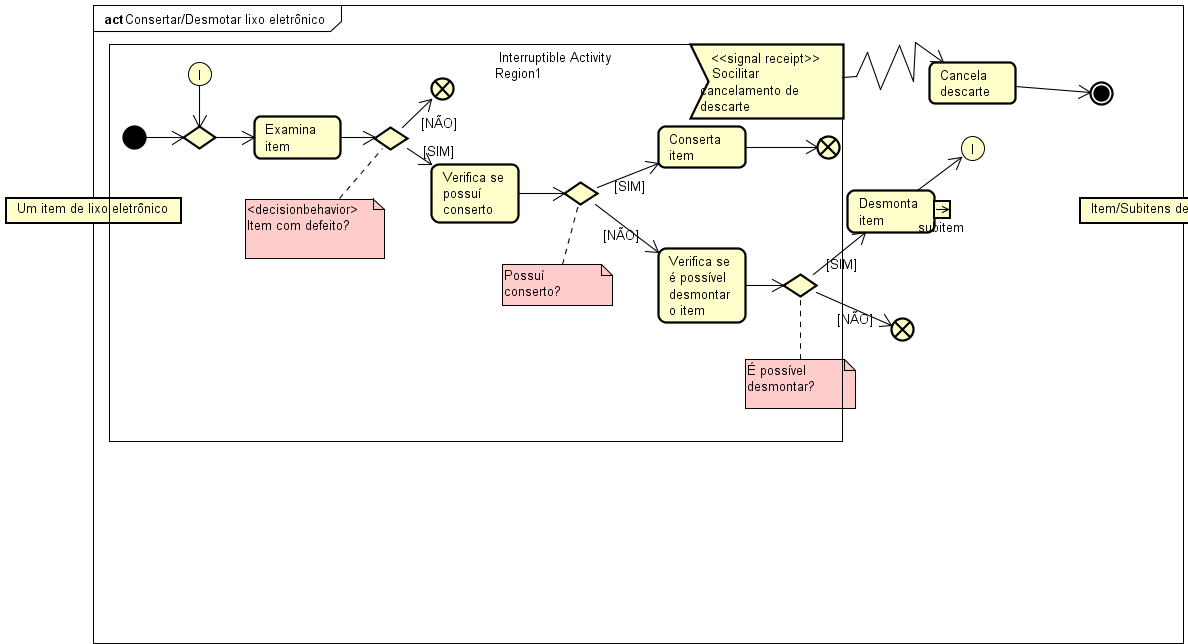 act Consertar/Desmotar lixo eletrônico
Interruptible Activity
Region1
<<signal receipt>>
Socilitar
cancelamento de
descarte
Cancela
descarte
I
Examina
item
[NÃO]
[SIM]
Conserta
item
I
Verifica se
possuí
conserto
[SIM]
Um item de lixo eletrônico
<decisionbehavior>
Item com defeito?
Desmonta
item
subitem
Item/Subitens de
[NÃO]
Verifica se
é possível
desmontar
o item
Possuí
conserto?
[SIM]
[NÃO]
É possível
desmontar?